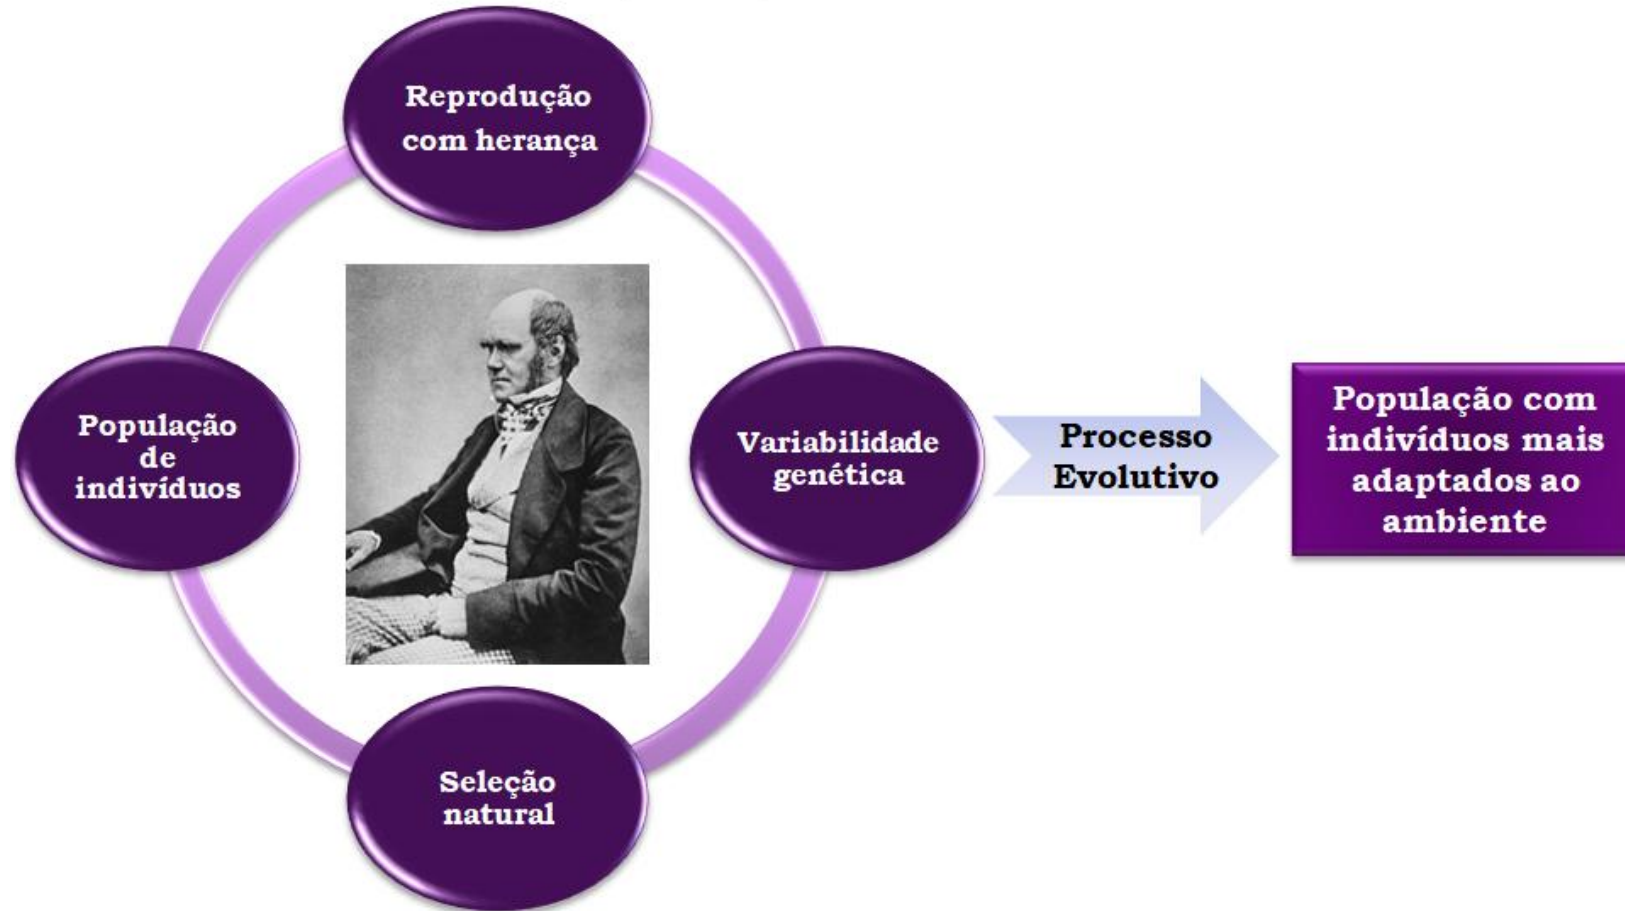 Reprodução
com herança
População
de
indivíduos
Variabilidade
genética
Seleção
natural
Processo
Evolutivo
População com
indivíduos mais
adaptados ao
ambiente